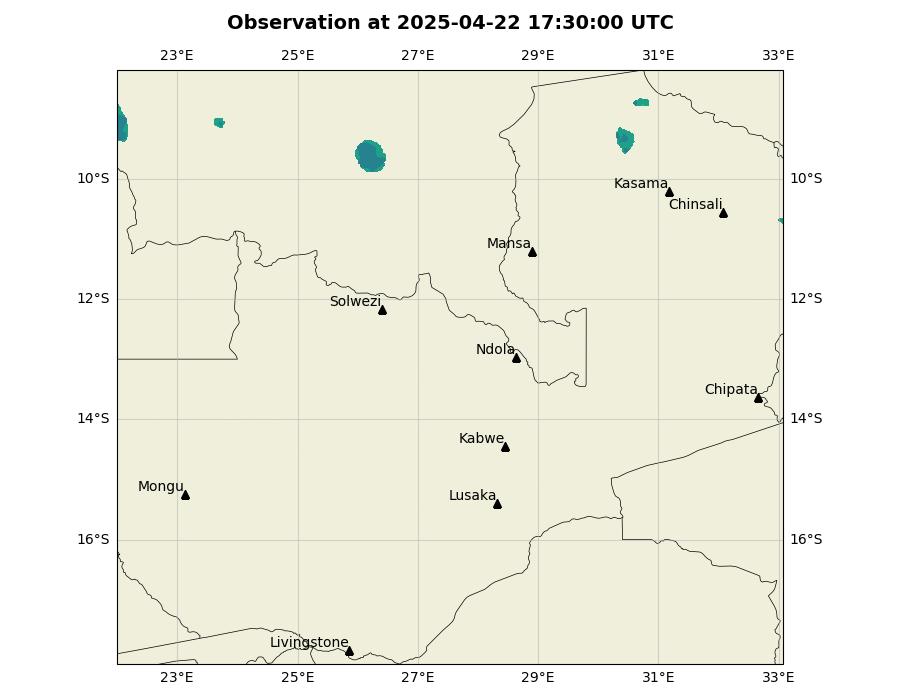 Observation at 2025-04-22 17:30:00 UTC
23°E 25°E 27°E 29°E 31°E 33°E
10°S 10°S
Kasama
Chinsali
Mansa
12°S 12°S
Solwezi
Ndola
Chipata
14°S 14°S
Kabwe
Mongu
Lusaka
16°S 16°S
Livingstone
23°E 25°E 27°E 29°E 31°E 33°E